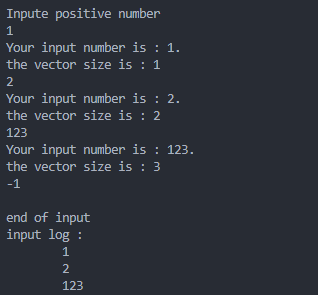 Inpute positive number
1
Your input number is : 1.
the vector size is : 1
2
Your input number is : 2.
the vector size is : 2
123
Your input number is : 123.
the vector size is : 3
-1
end of input
input log :
1
2
123